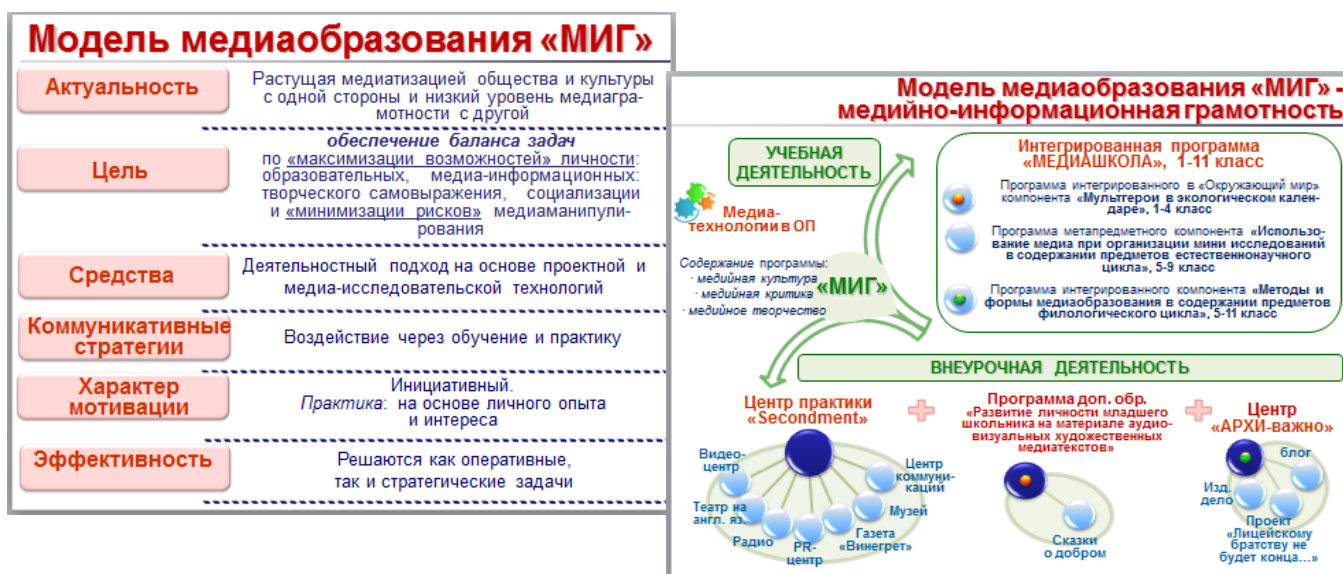 Модель медиаобразования «МИГ»
Актуальность
Растущая медиатизацией общества и культуры
с одной стороны и низкий уровень медиагра-
мотности с другой
Цель
обеспечение баланса задач
по «максимизации возможностей» личности:
образовательных, медиа-информационных:
творческого самовыражения, социализации
и «минимизации рисков» медиаманипули-
рования
Средства
Деятельностный подход на основе проектной и
медиа-исследовательской технологий
Коммуникативные
стратегии
Воздействие через обучение и практику
Характер
мотивации
Инициативный.
Практика: на основе личного опыта
и интереса
Эффективность
Решаются как оперативные,
так и стратегические задачи
Модель медиаобразования «МИГ» -
медийно-информационная грамотность
УЧЕБНАЯ
ДЕЯТЕЛЬНОСТЬ
Медиа-
технологии в ОП
Содержание программы:
· медийная культура
· медийная критика
· медийное творчество
«МИГ»
Интегрированная программа
«МЕДИАШКОЛА», 1-11 класс
Программа интегрированного в «Окружающий мир»
компонента «Мультгерои в экологическом кален-
даре», 1-4 класс
Программа метапредметного компонента «Использо-
вание медиа при организации мини исследований
в содержании предметов естественнонаучного
цикла», 5-9 класс
Программа интегрированного компонента «Методы и
формы медиаобразования в содержании предметов
филологического цикла», 5-11 класс
ВНЕУРОЧНАЯ ДЕЯТЕЛЬНОСТЬ
Центр практики
«Secondment»
Видео-
центр
Театр на
англ. яз.
Радио
PR-
центр
Газета
«Винегрет»
Музей
Центр
коммуни-
каций
Программа доп. обр.
«Развитие личности младшего
школьника на материале аудио-
визуальных художественных
медиатекстов»
Сказки
о добром
Центр
«АРХИ-важно»
блог
Изд.
дело
Проект
«Лицейскому
братству не
будет конца…»